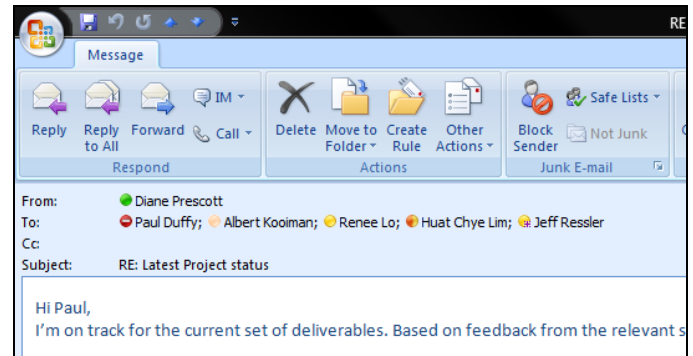 RE
Message
Reply
Reply to All
Forward
IM
Call
Delete
Move to Folder
Create Rule
Other Actions
Block Sender
Safe Lists
Not Junk
Respond
Actions
Junk E-mail
From: Diane Prescott
To: Paul Duffy; Albert Kooiman; Renee Lo; Huat Chye Lim; Jeff Ressler
Cc:
Subject: RE: Latest Project status
Hi Paul,
I'm on track for the current set of deliverables. Based on feedback from the relevant s